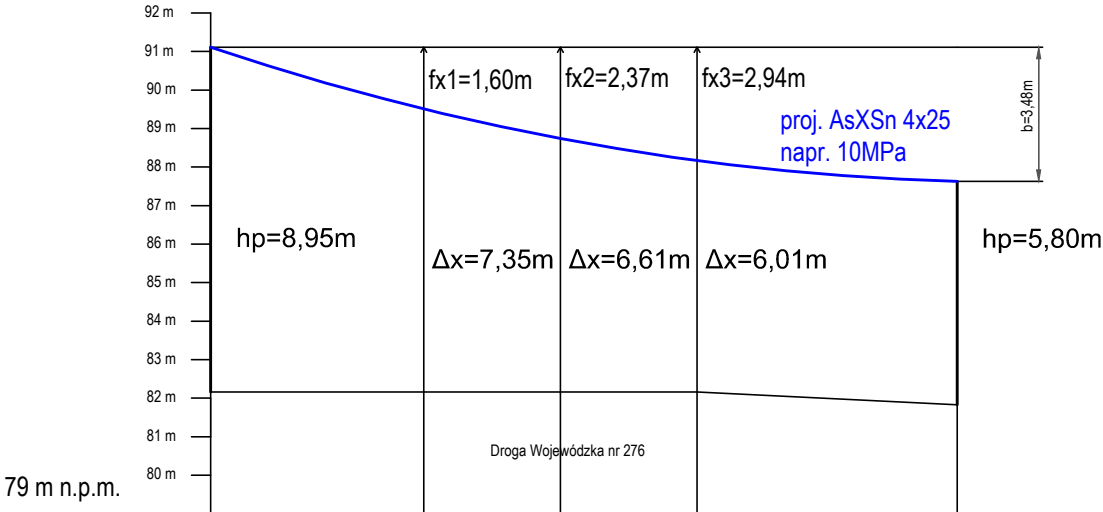 92 m
91 m
90 m
89 m
88 m
87 m
86 m
85 m
84 m
83 m
82 m
81 m
80 m
79 m n.p.m.
fx1=1,60m
fx2=2,37m
fx3=2,94m
b=3,48m
proj. AsXSn 4x25
napr. 10MPa
hp=8,95m
Δx=7,35m
Δx=6,61m
Δx=6,01m
hp=5,80m
Droga Wojewódzka nr 276